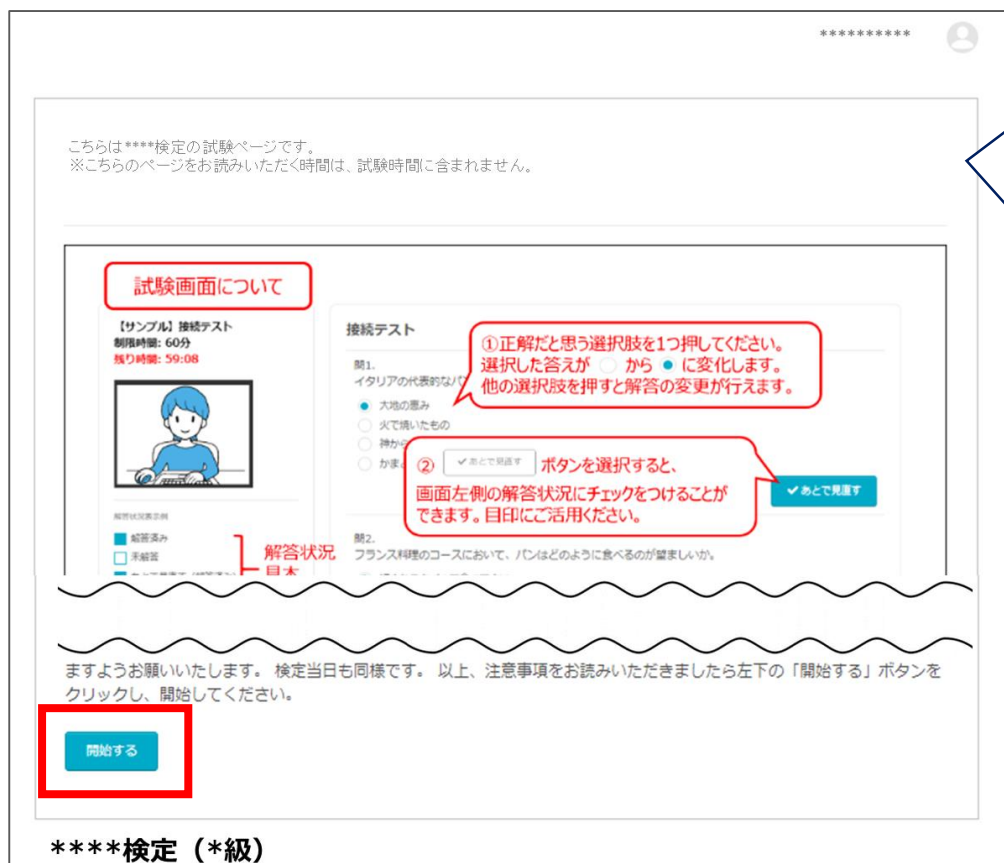 **********
こちらは****検定の試験ページです。
※こちらのページをお読みいただく時間は、試験時間に含まれません。
試験画面について
【サンプル】接続テスト
制限時間: 60分
残り時間: 59:08
解答状況表示例
解答済み
未解答
解答状況
見本
接続テスト
問1.
イタリアの代表的なパ
大地の恵み
火で焼いたもの
神から
かまど
①正解だと思う選択肢を1つ押してください。
選択した答えが から に変化します。
他の選択肢を押すと解答の変更が行えます。
② ✔あとで見直す ボタンを選択すると、
画面左側の解答状況にチェックをつけることが
できます。目印にご活用ください。
✔あとで見直す
問2.
フランス料理のコースにおいて、パンはどのように食べるのが望ましいか。
ますようお願いいたします。 検定当日も同様です。 以上、注意事項をお読みいただきましたら左下の「開始する」ボタンを
クリックし、開始してください。
開始する
****検定（*級）